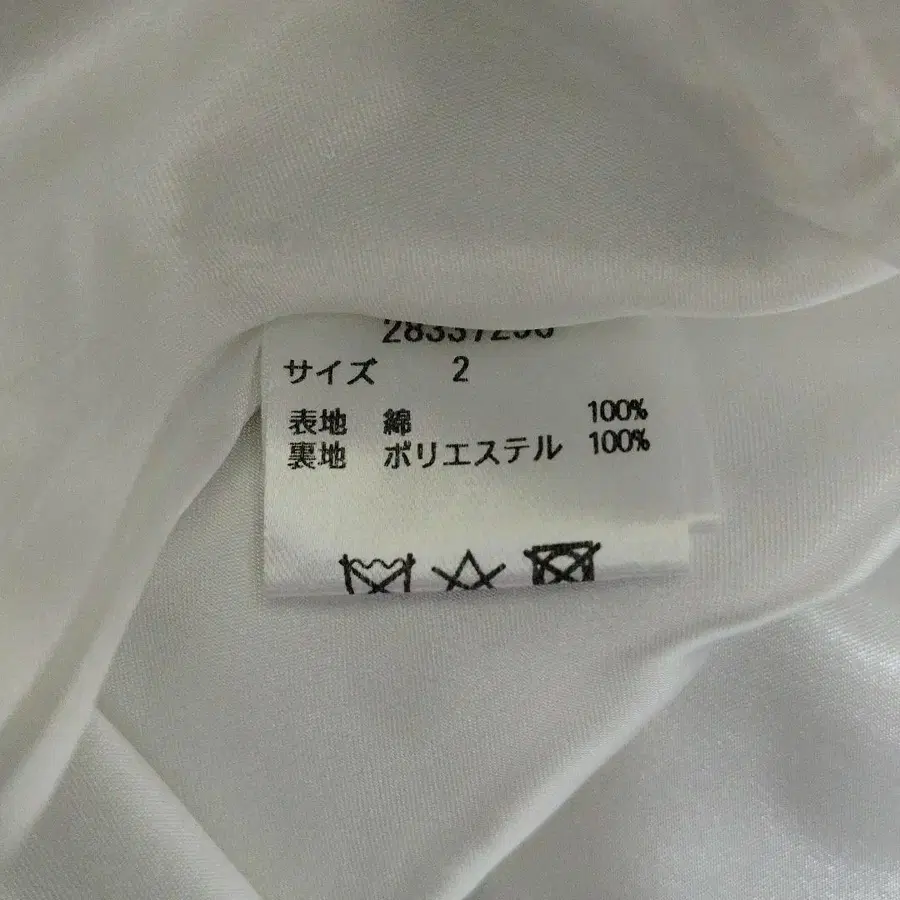 サイズ 2
表地 綿 100%
裏地 ポリエステル 100%